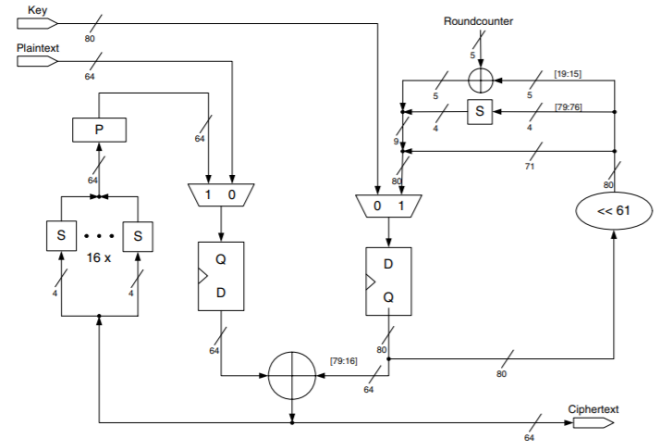 Key
80
Plaintext
64
Roundcounter
5
5
[19:15]
5
S
4
[79:76]
4
9
71
80
80
<< 61
P
64
64
1 0
0 1
S
S
16 x
4
4
Q
D
D
Q
64
80
[79:16]
64
80
Ciphertext
64